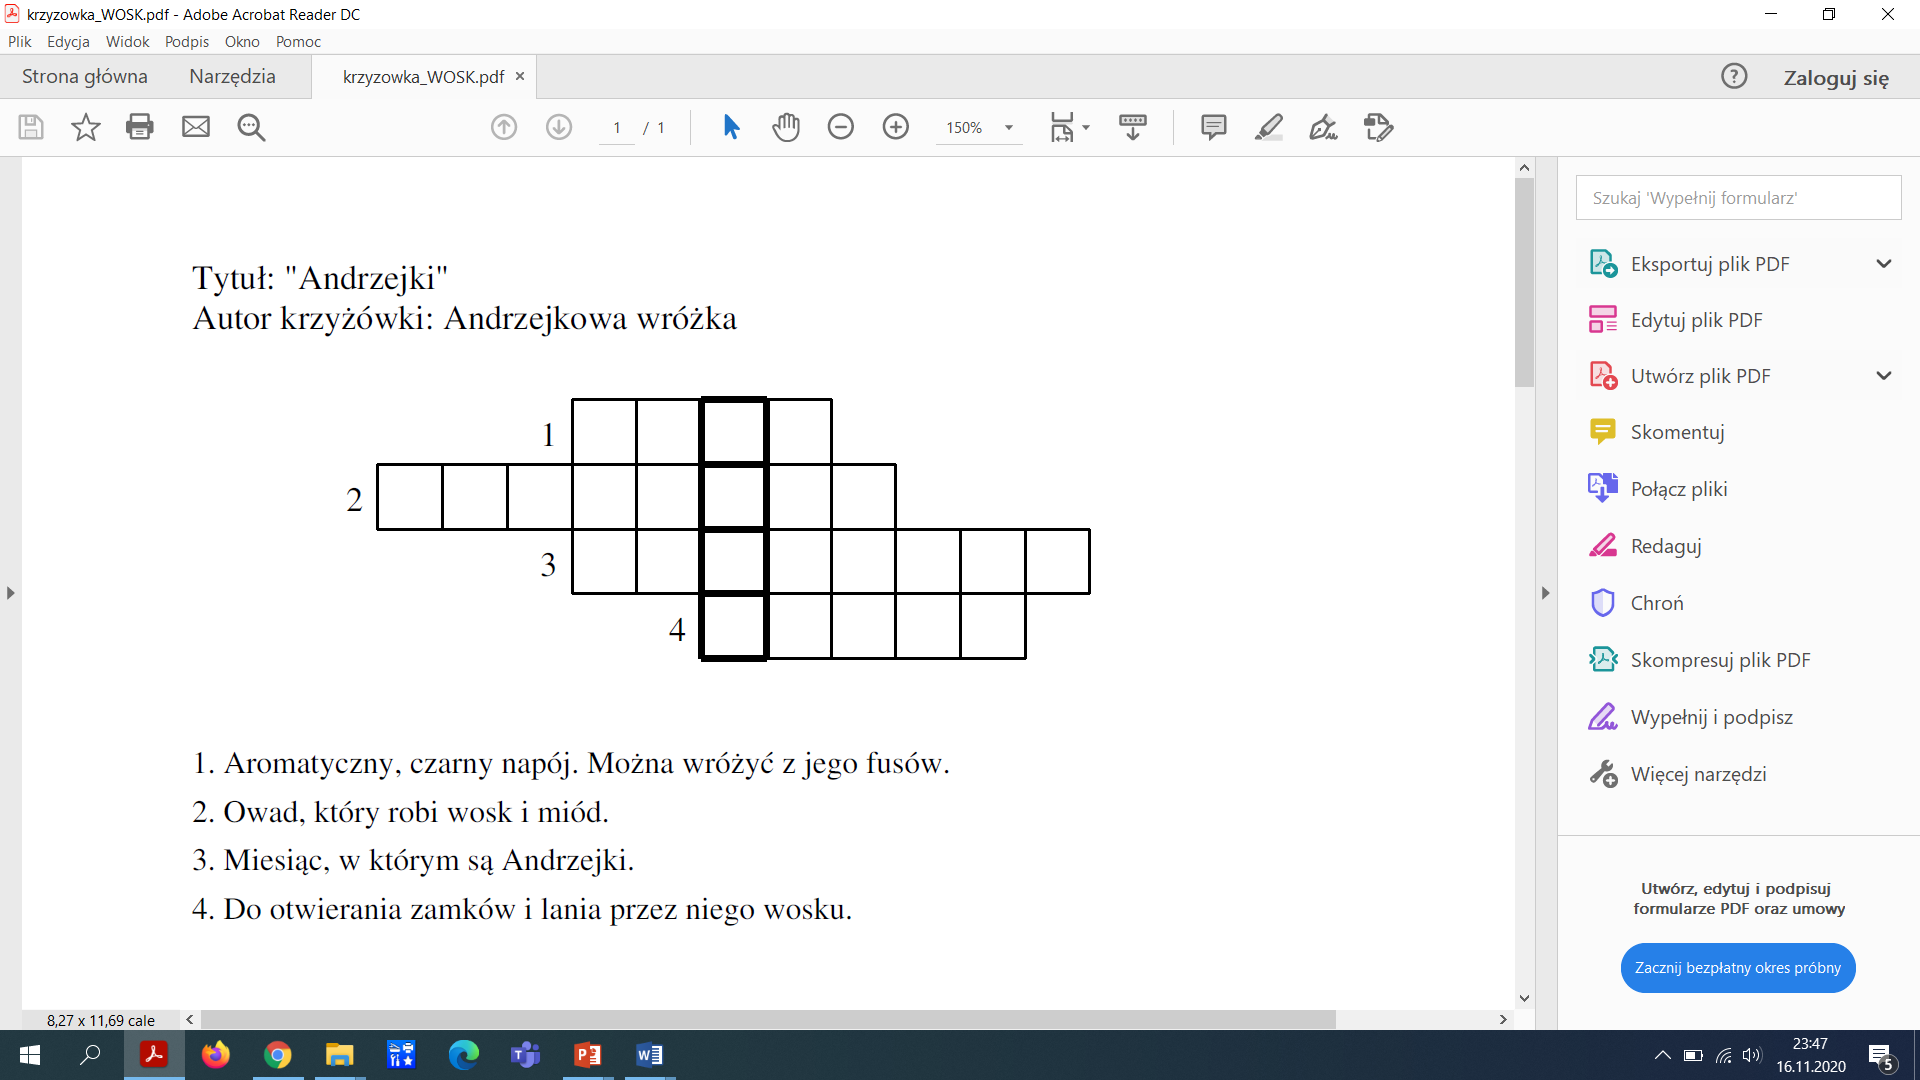 krzyzowka_WOSK.pdf - Adobe Acrobat Reader DC
Plik Edycja Widok Podpis Okno Pomoc
Strona główna Narzędzia krzyzowka_WOSK.pdf × ? Zaloguj się
1 / 1 150%
Szukaj 'Wypełnij formularz'
Eksportuj plik PDF
Edytuj plik PDF
Utwórz plik PDF
Skomentuj
Połącz pliki
Redaguj
Chroń
Skompresuj plik PDF
Wypełnij i podpisz
Więcej narzędzi
Utwórz, edytuj i podpisuj
formularze PDF oraz umowy
Zacznij bezpłatny okres próbny
Tytuł: "Andrzejki"
Autor krzyżówki: Andrzejkowa wróżka
1
2
3
4
1. Aromatyczny, czarny napój. Można wróżyć z jego fusów.
2. Owad, który robi wosk i miód.
3. Miesiąc, w którym są Andrzejki.
4. Do otwierania zamków i lania przez niego wosku.
8,27 x 11,69 cale
23:47
16.11.2020
5